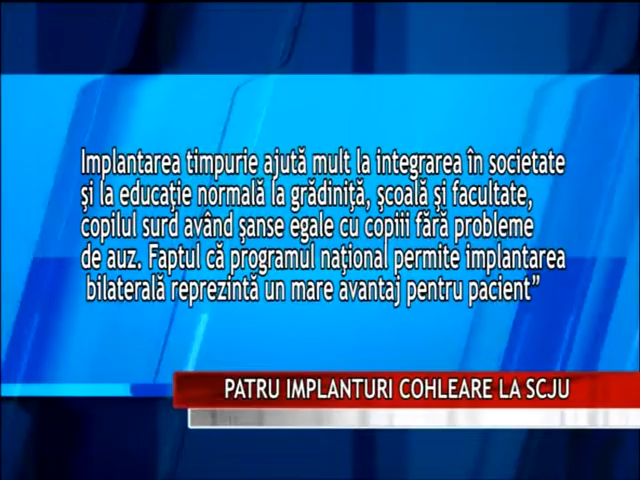 Implantarea timpurie ajută mult la integrarea în societate
şi la educaţie normală la grădiniţă, şcoală şi facultate,
copilul surd având şanse egale cu copiii fără probleme
de auz. Faptul că programul naţional permite implantarea
bilaterală reprezintă un mare avantaj pentru pacient”
PATRU IMPLANTURI COHLEARE LA SCJU